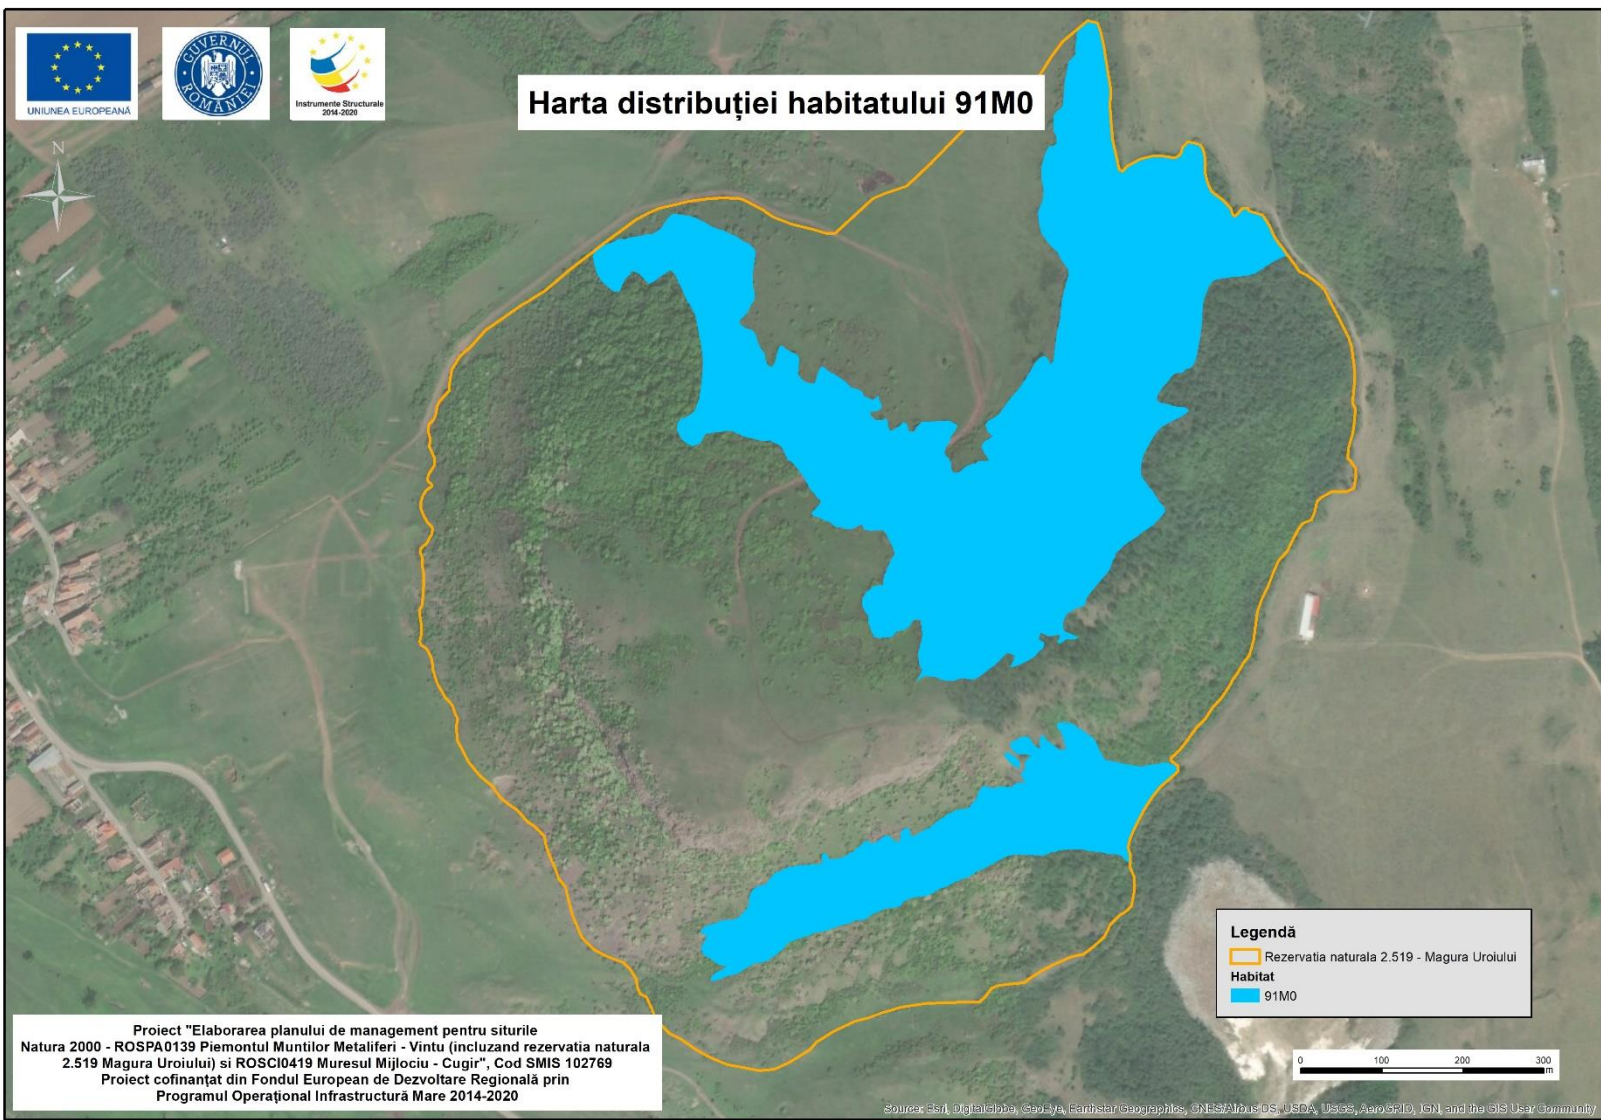 UNIUNEA EUROPEANĂ
GUVERNUL ROMÂNIEI
Instrumente Structurale
2014-2020
Harta distribuției habitatului 91M0
N
Legendă
Rezervatia naturala 2.519 - Magura Uroiului
Habitat
91M0
Proiect "Elaborarea planului de management pentru siturile
Natura 2000 - ROSPA0139 Piemontul Muntilor Metaliferi - Vintu (incluzand rezervatia naturala
2.519 Magura Uroiului) si ROSCI0419 Muresul Mijlociu - Cugir", Cod SMIS 102769
Proiect cofinanțat din Fondul European de Dezvoltare Regională prin
Programul Operațional Infrastructură Mare 2014-2020
0 100 200 300
m
Source: Esri, DigitalGlobe, GeoEye, Earthstar Geographics, CNES/Airbus DS, USDA, USGS, AeroGRID, IGN, and the GIS User Community